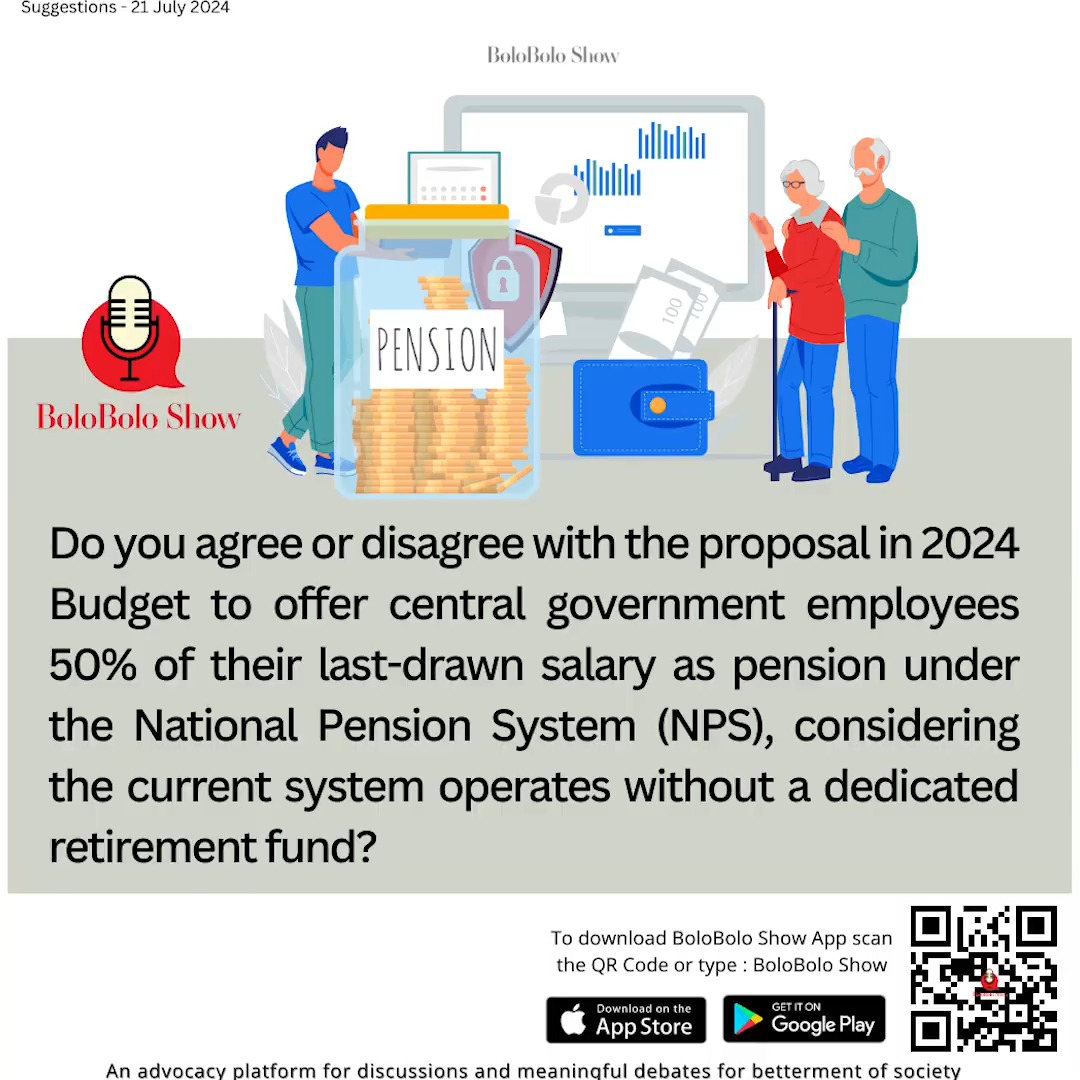 Suggestions - 21 July 2024
BoloBolo Show
PENSION
100
100
BoloBolo Show
Do you agree or disagree with the proposal in 2024
Budget to offer central government employees
50% of their last-drawn salary as pension under
the National Pension System (NPS), considering
the current system operates without a dedicated
retirement fund?
To download BoloBolo Show App scan
the QR Code or type : BoloBolo Show
Download on the
App Store
GET IT ON
Google Play
An advocacy platform for discussions and meaningful debates for betterment of society